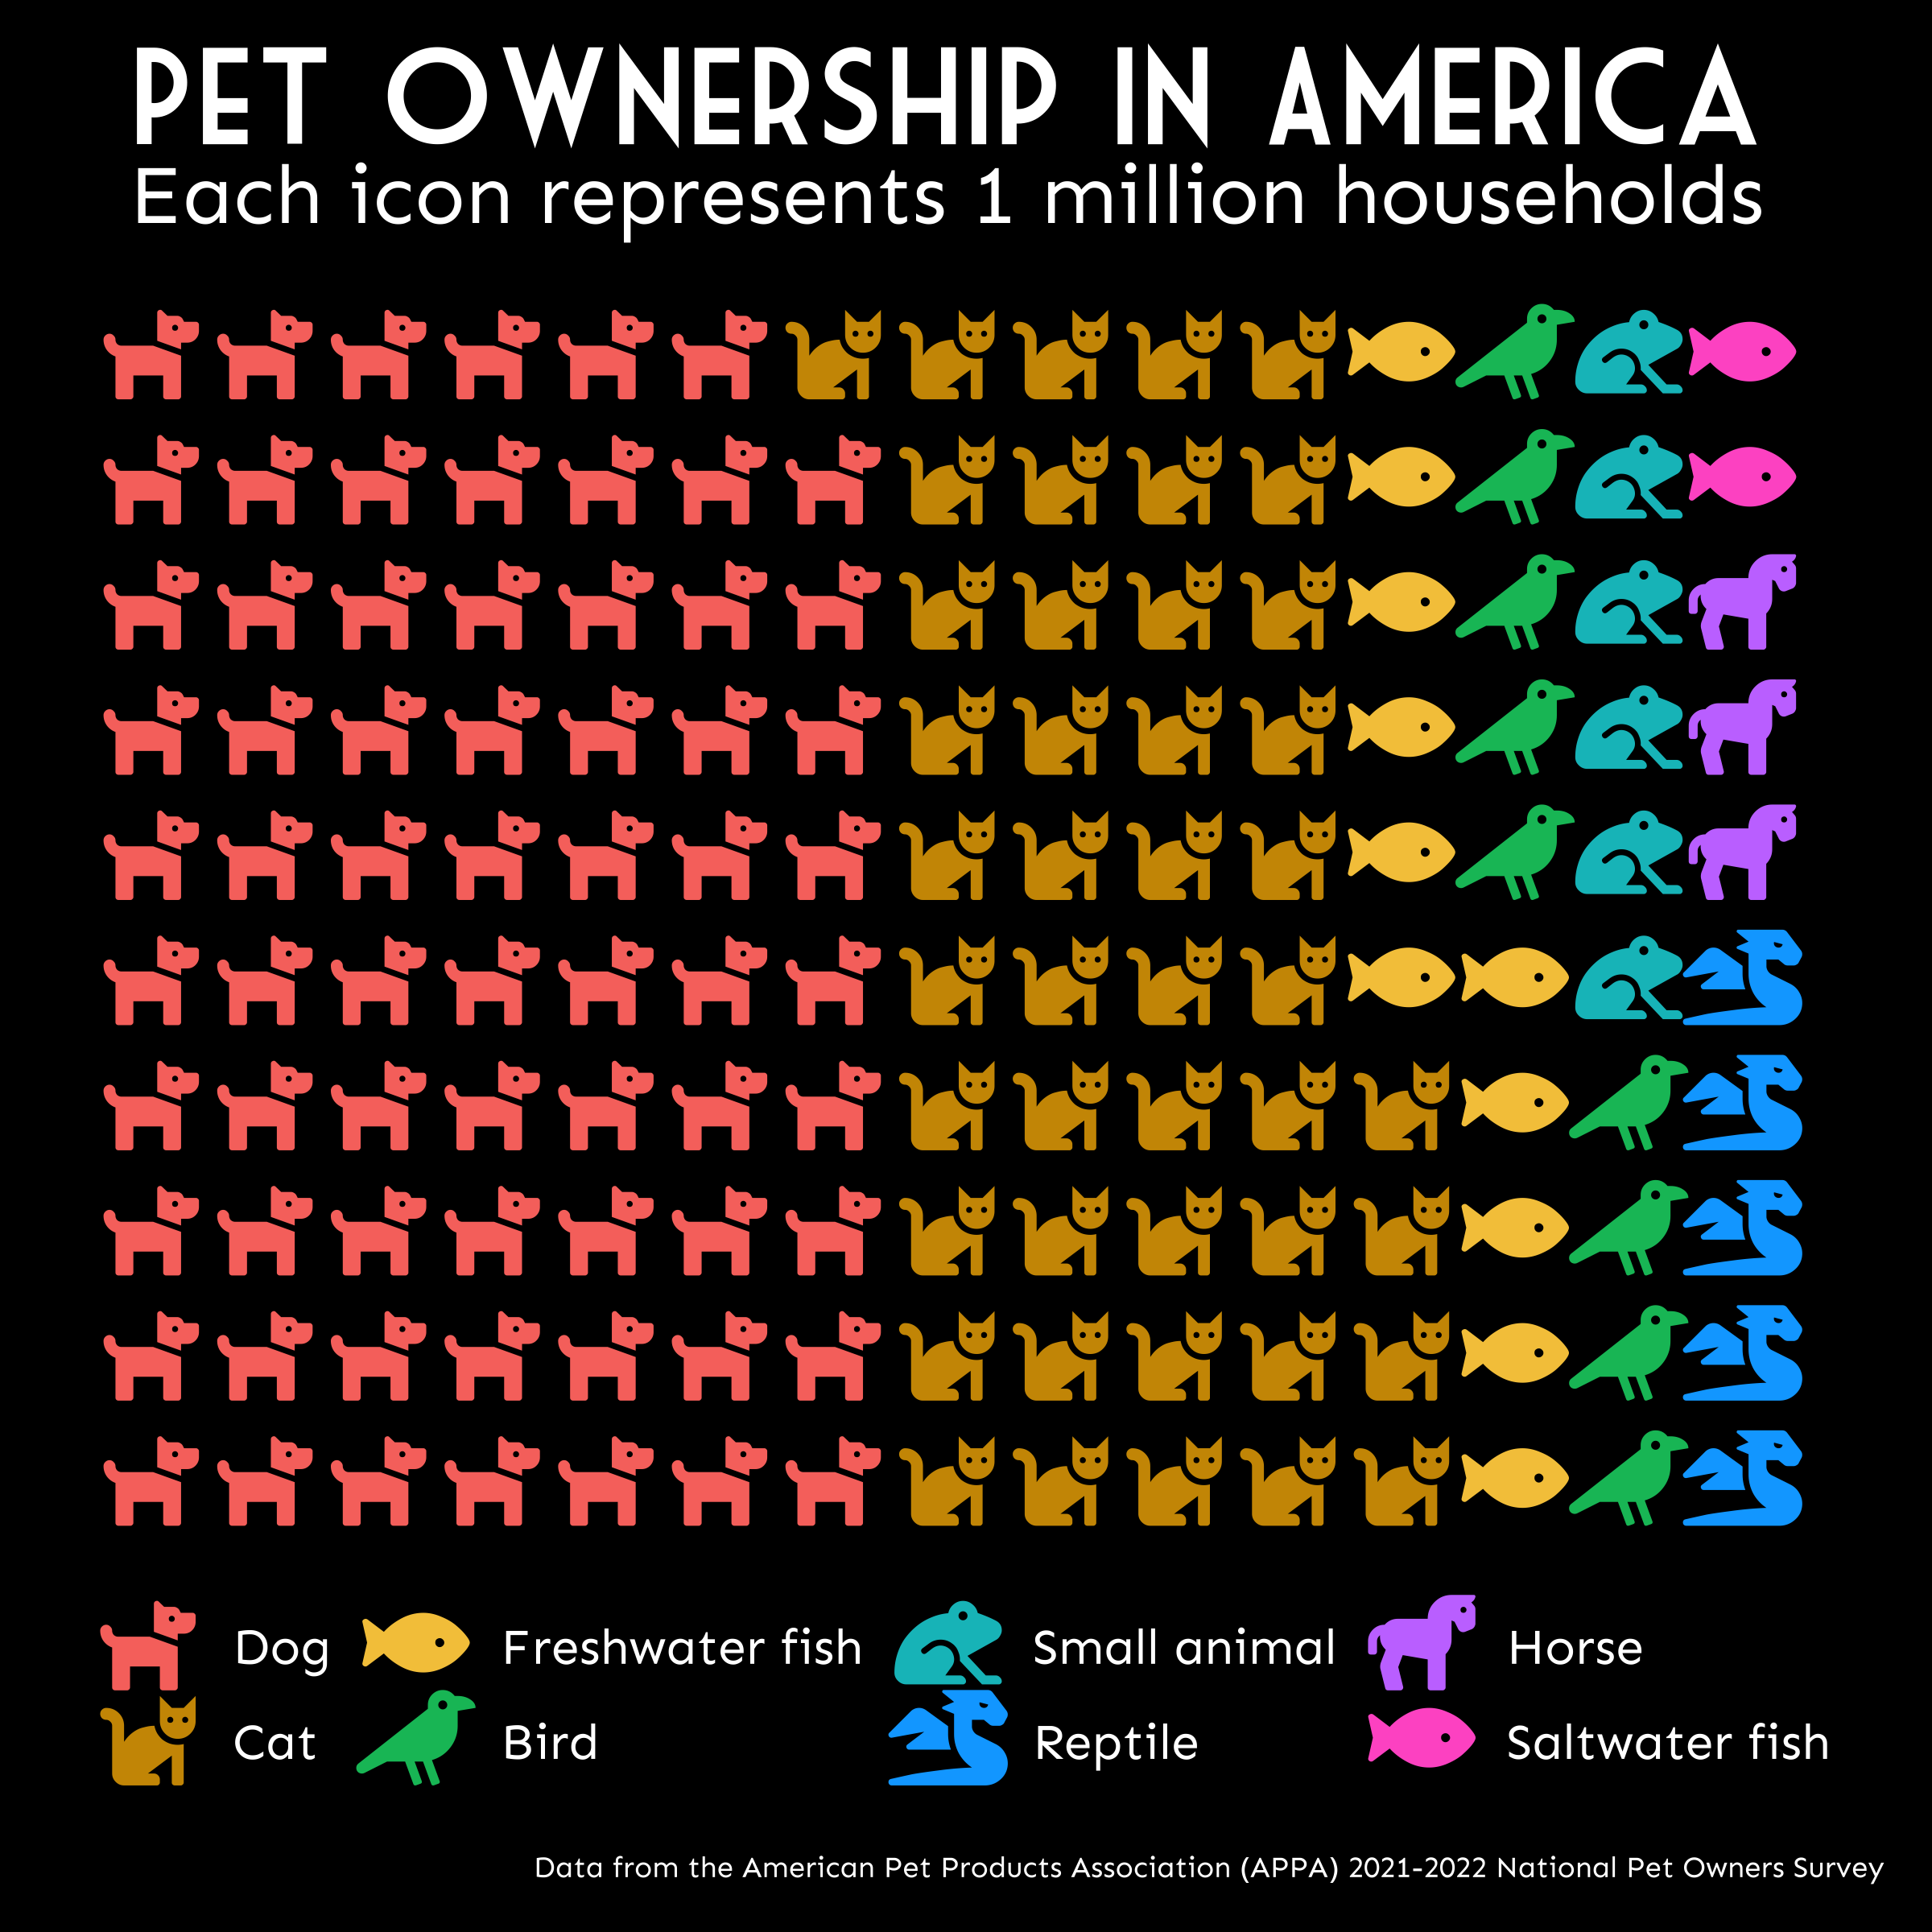 PET OWNERSHIP IN AMERICA
Each icon represents 1 million households
Dog
Freshwater fish
Small animal
Horse
Cat
Bird
Reptile
Saltwater fish
Data from the American Pet Products Association (APPA) 2021-2022 National Pet Owners Survey